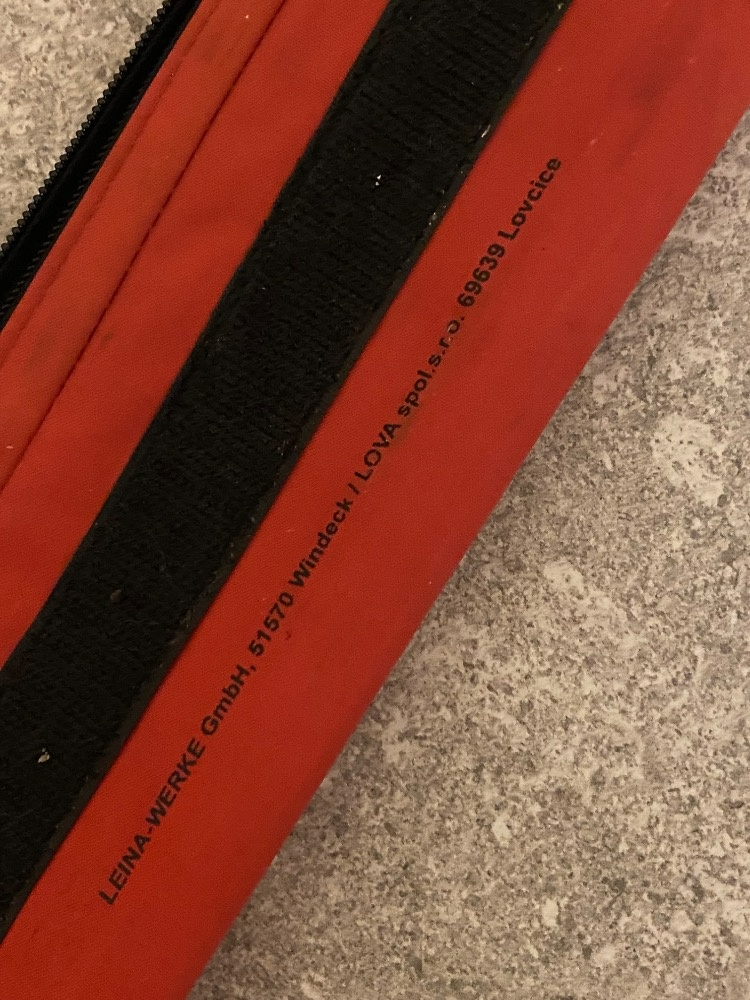 LEINA-WERKE GmbH, 51570 Windeck / LOVA spol.s.r.o. 69639 Lovcice